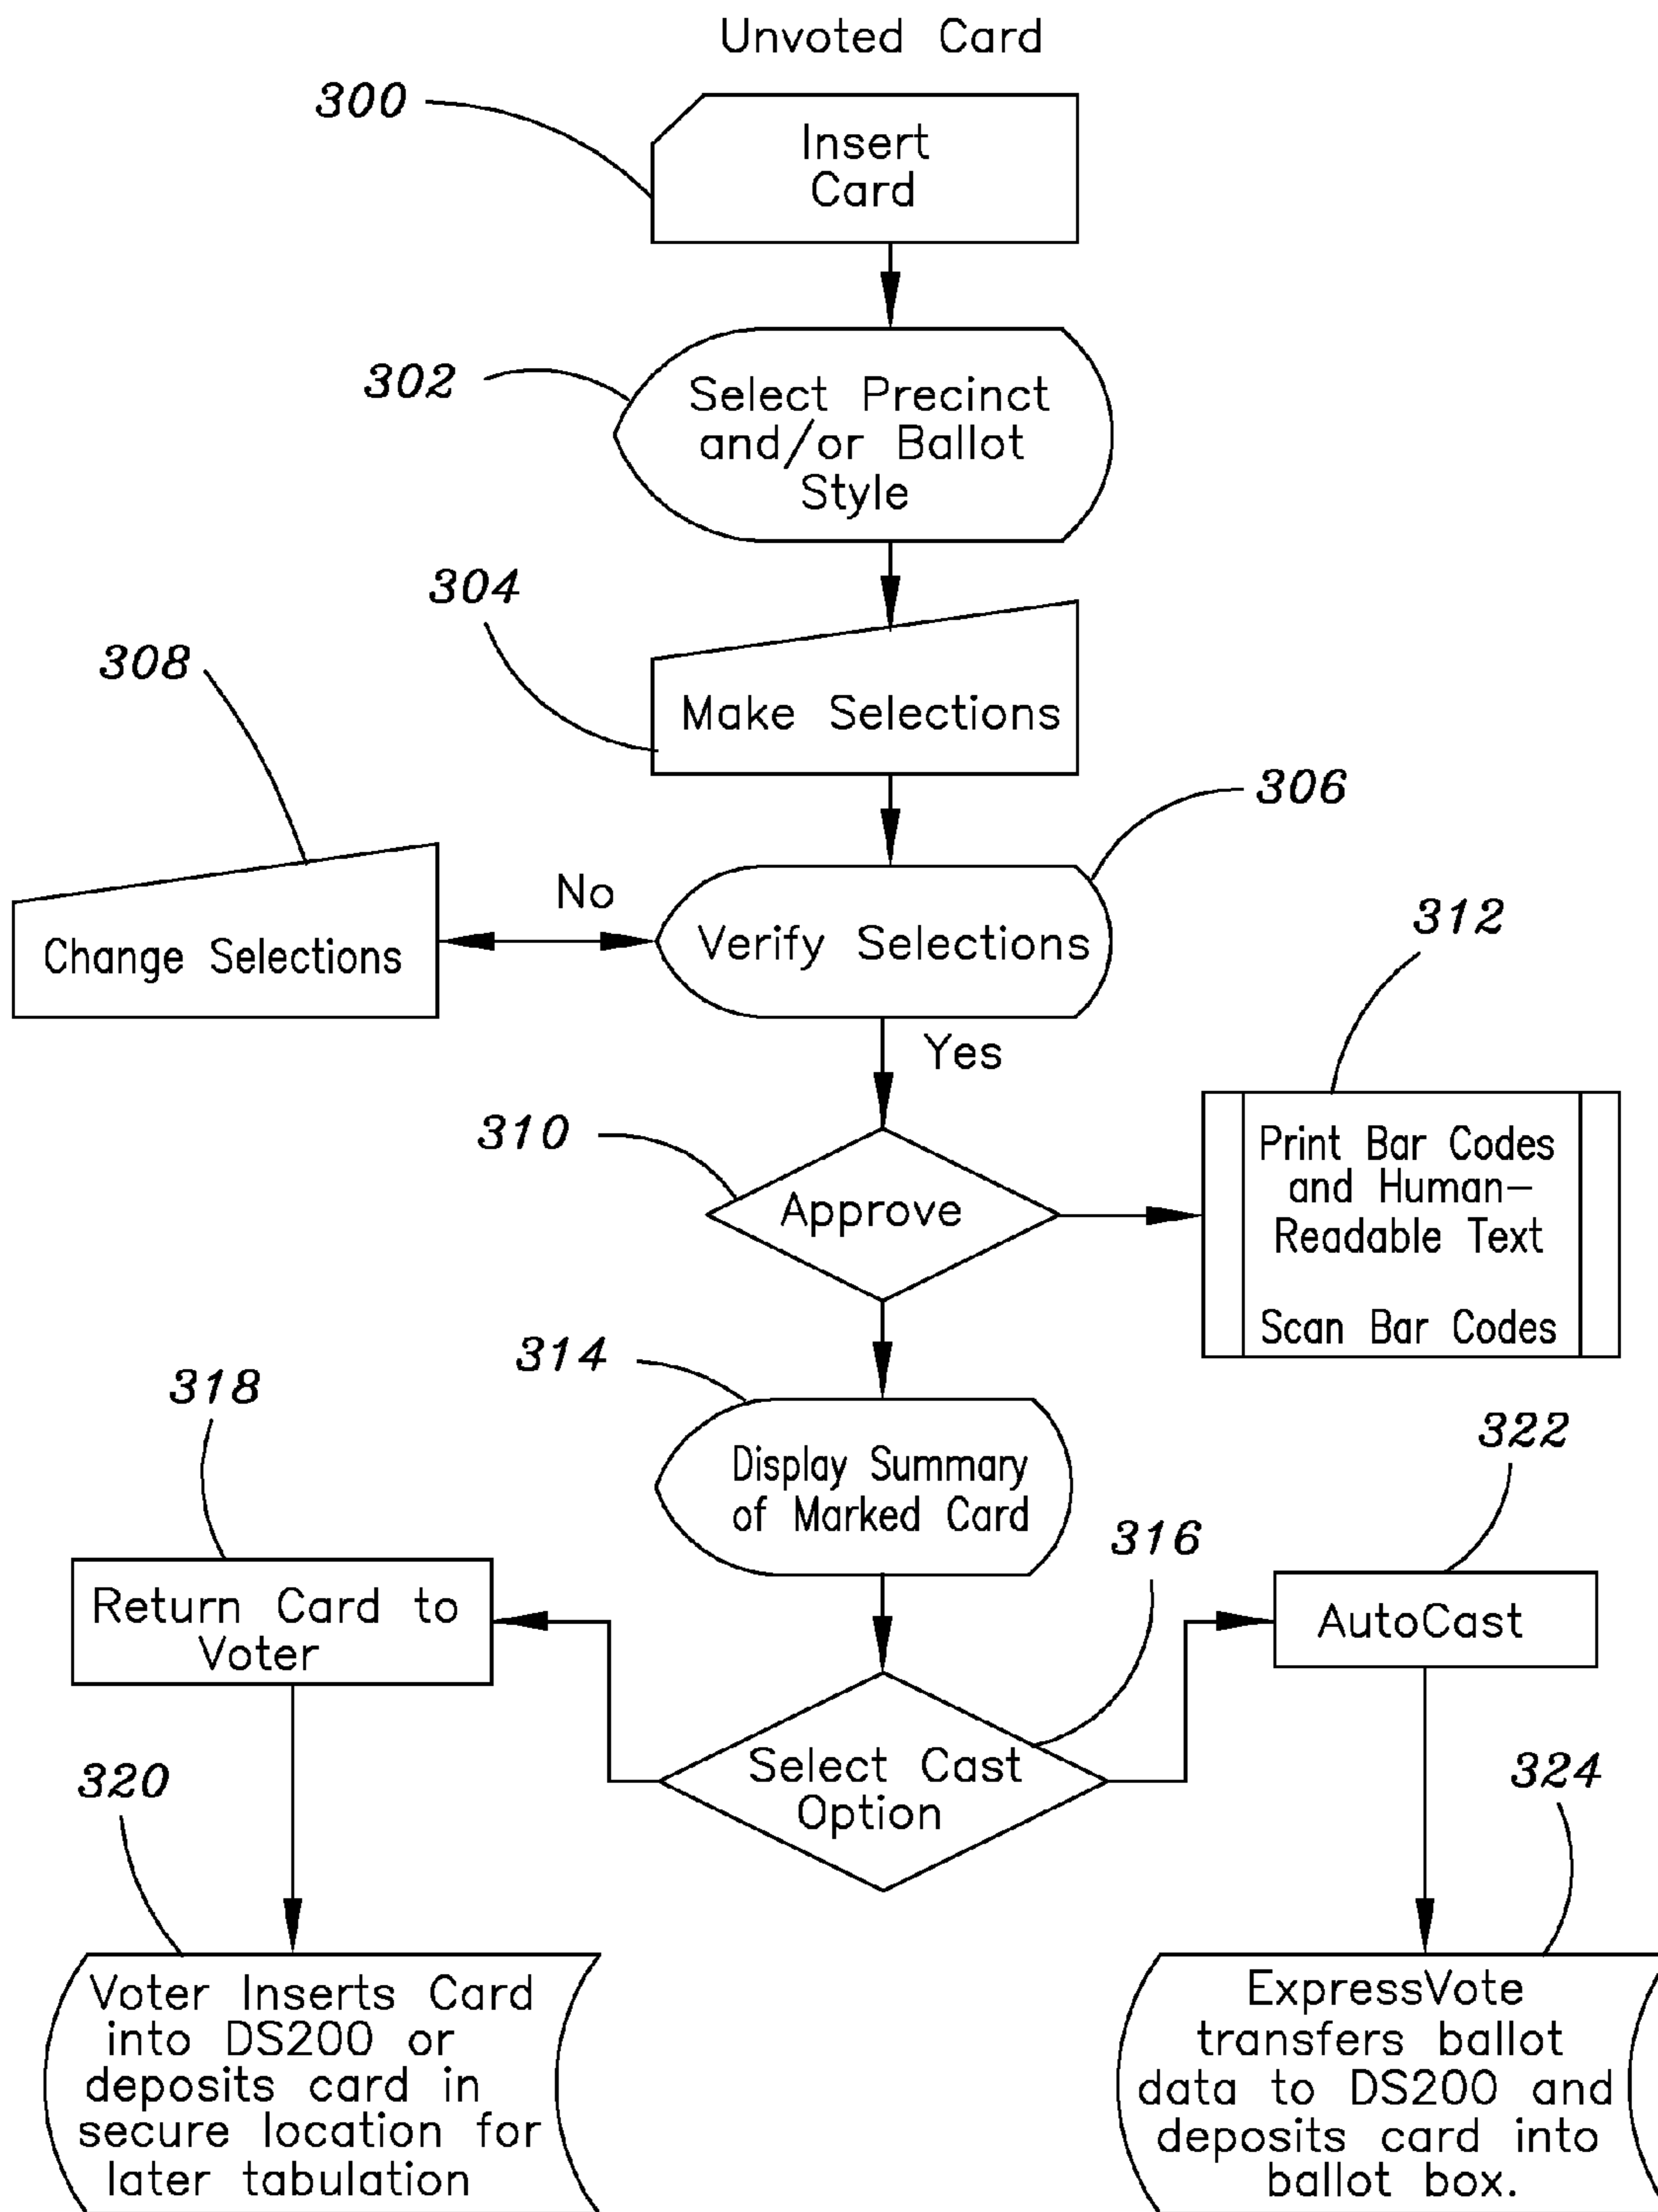 Unvoted Card
300
Insert
Card
302
Select Precinct
and/or Ballot
Style
304
Make Selections
306
308
No
Change Selections
Verify Selections
Yes
310
Approve
312
Print Bar Codes
and Human-
Readable Text
Scan Bar Codes
314
Display Summary
of Marked Card
316
Select Cast
Option
318
Return Card to
Voter
320
Voter Inserts Card
into DS200 or
deposits card in
secure location for
later tabulation
322
AutoCast
324
ExpressVote
transfers ballot
data to DS200 and
deposits card into
ballot box.